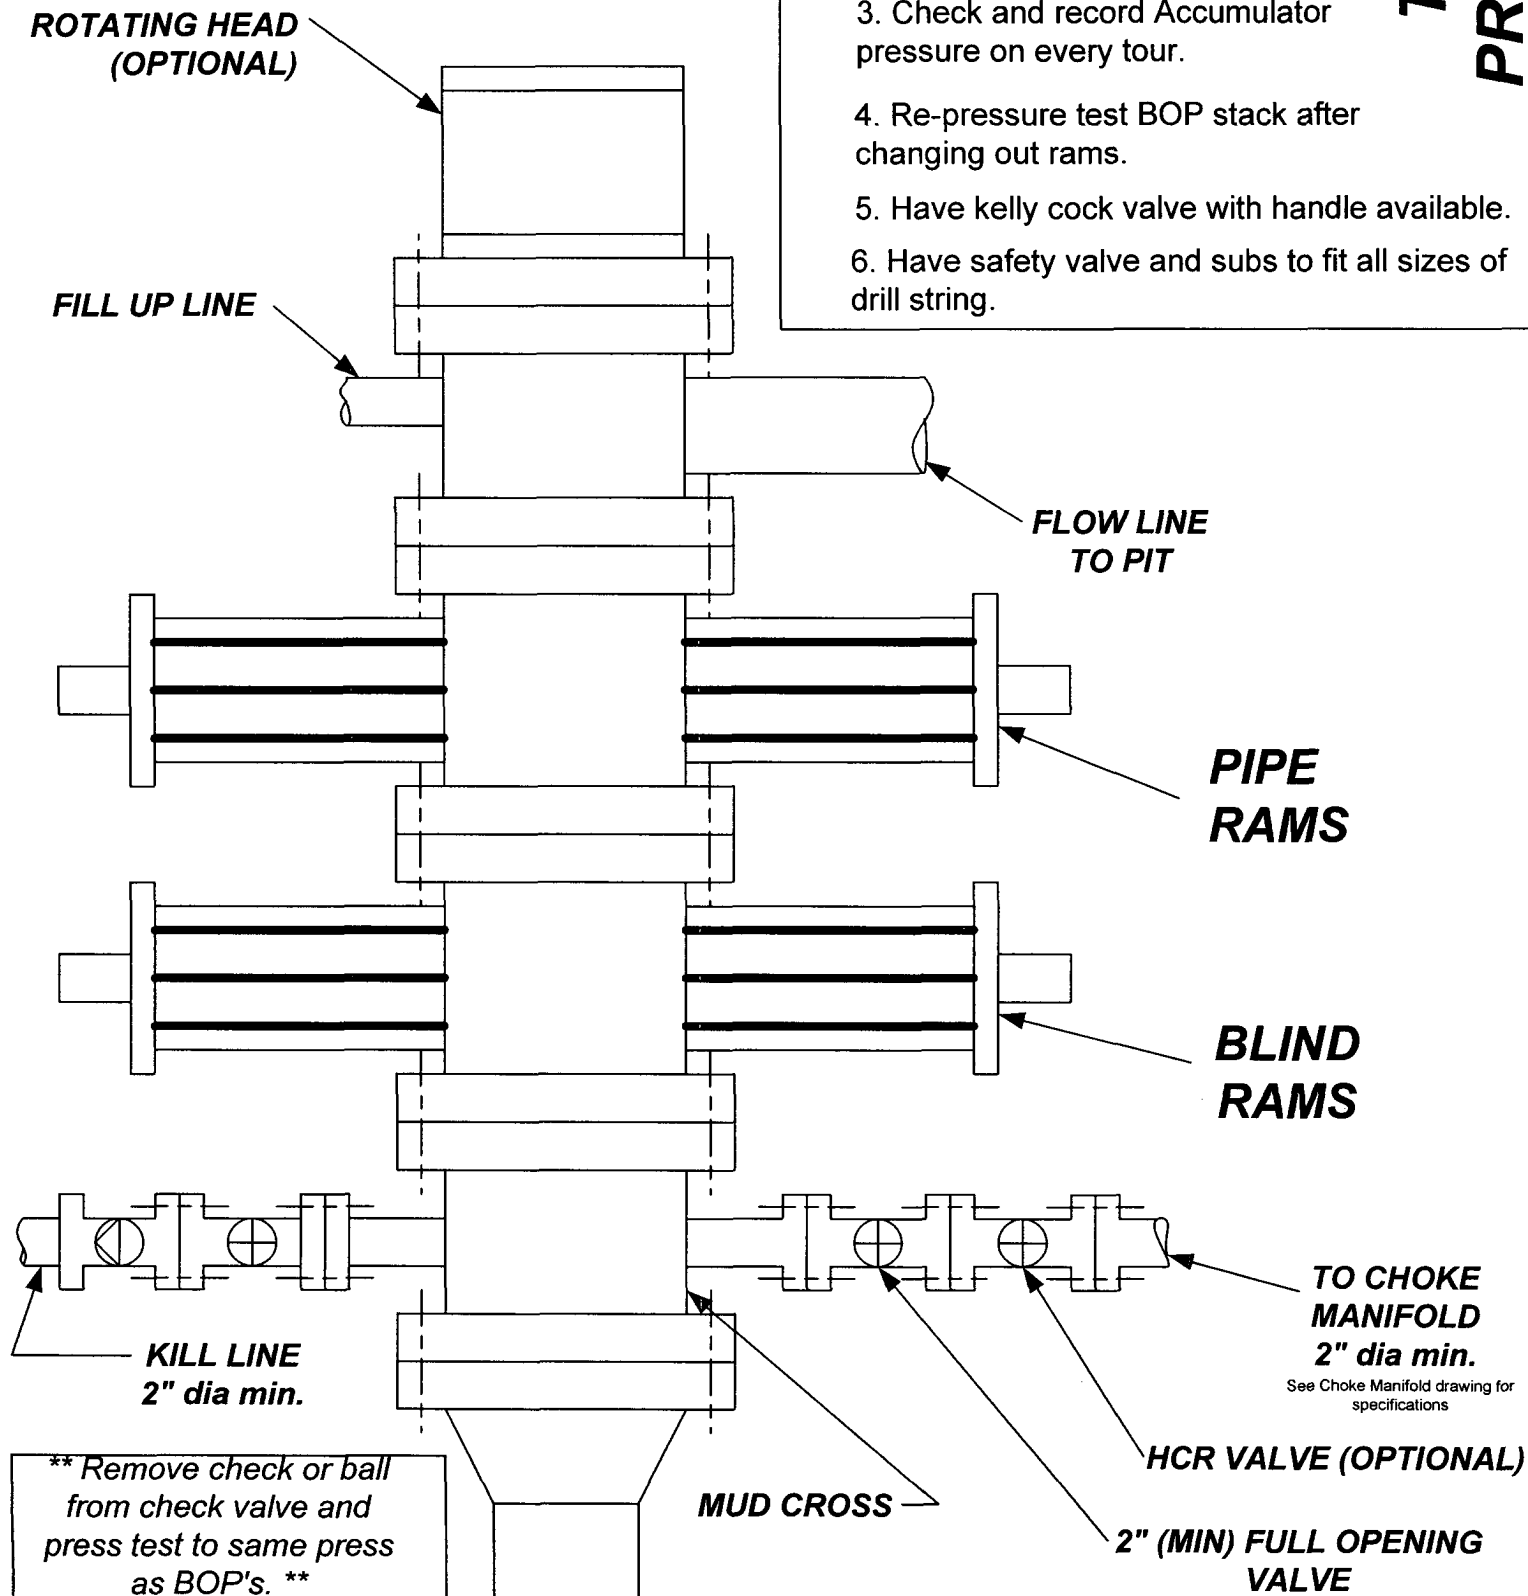 ROTATING HEAD
(OPTIONAL)
3. Check and record Accumulator
pressure on every tour.
4. Re-pressure test BOP stack after
changing out rams.
5. Have kelly cock valve with handle available.
6. Have safety valve and subs to fit all sizes of
drill string.
FILL UP LINE
FLOW LINE
TO PIT
PIPE
RAMS
BLIND
RAMS
KILL LINE
2" dia min.
TO CHOKE
MANIFOLD
2" dia min.
See Choke Manifold drawing for
specifications
HCR VALVE (OPTIONAL)
MUD CROSS
2" (MIN) FULL OPENING
VALVE
** Remove check or ball
from check valve and
press test to same press
as BOP's. **